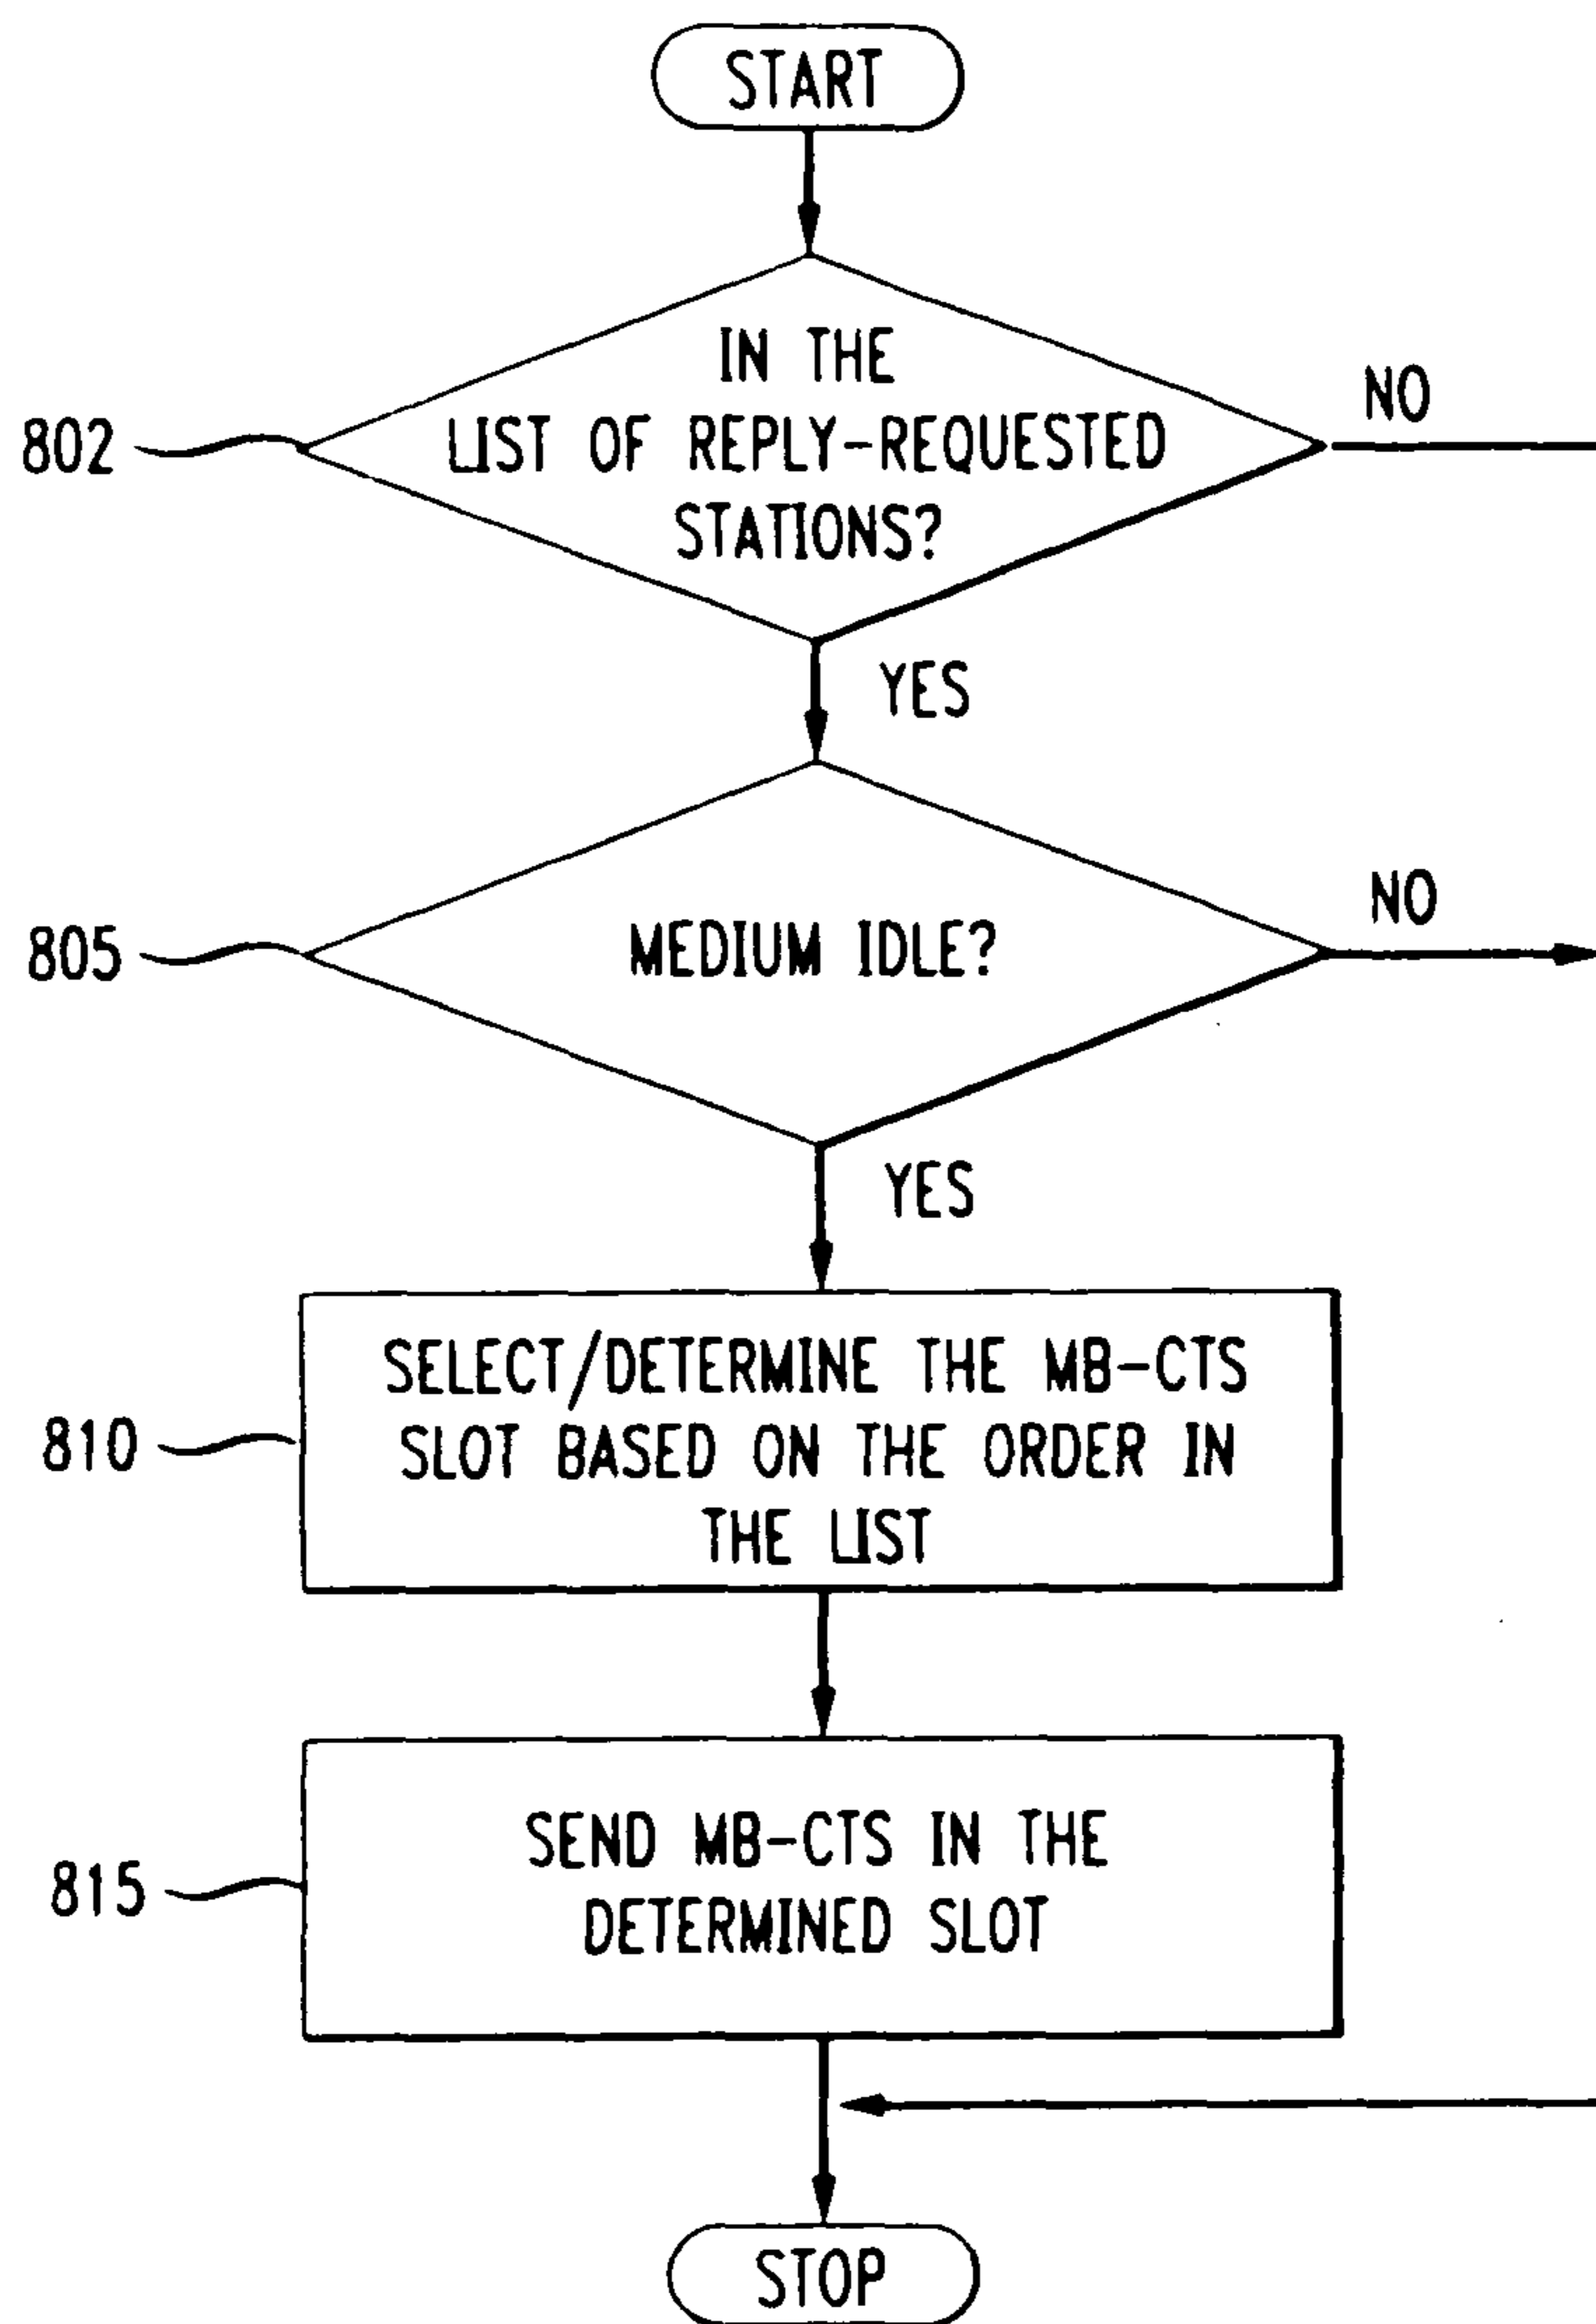 START
IN THE
LIST OF REPLY-REQUESTED
STATIONS?
802
NO
YES
MEDIUM IDLE?
805
NO
YES
SELECT/DETERMINE THE MB-CTS
SLOT BASED ON THE ORDER IN
THE LIST
810
SEND MB-CTS IN THE
DETERMINED SLOT
815
STOP